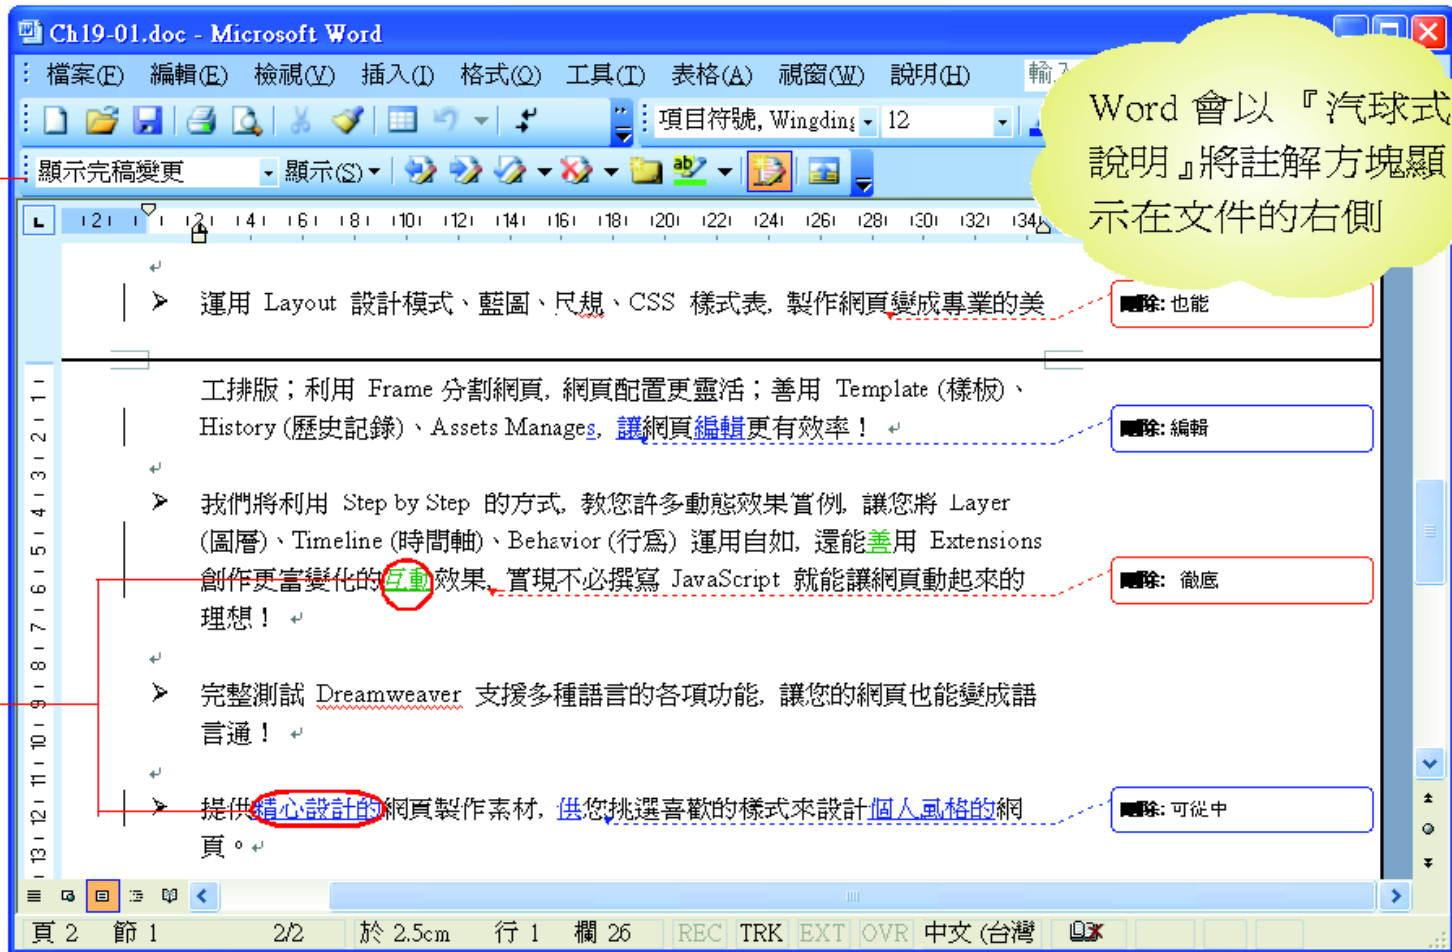 Ch19-01.doc - Microsoft Word
檔案(F) 編輯(E) 檢視(V) 插入(I) 格式(O) 工具(T) 表格(A) 視窗(W) 說明(H)
Word 會以『汽球式
說明』將註解方塊顯
示在文件的右側
項目符號, Wingding 12
顯示完稿變更 顯示(S)
運用 Layout 設計模式、藍圖、尺規、CSS 樣式表, 製作網頁變成專業的美
刪除: 也能
工排版；利用 Frame 分割網頁, 網頁配置更靈活；善用 Template (樣板)、
History (歷史記錄)、Assets Manages, 讓網頁編輯更有效率！
刪除: 編輯
我們將利用 Step by Step 的方式, 教您許多動態效果實例, 讓您將 Layer
(圖層)、Timeline (時間軸)、Behavior (行為) 運用自如, 還能善用 Extensions
創作更富變化的互動效果, 實現不必撰寫 JavaScript 就能讓網頁動起來的
刪除: 徹底
理想！
完整測試 Dreamweaver 支援多種語言的各項功能, 讓您的網頁也能變成語
言通！
提供精心設計的網頁製作素材, 供您挑選喜歡的樣式來設計個人風格的網
刪除: 可從中
頁。
頁 2 節 1 2/2 於 2.5cm 行 1 欄 26 REC TRK EXT OVR 中文 (台灣